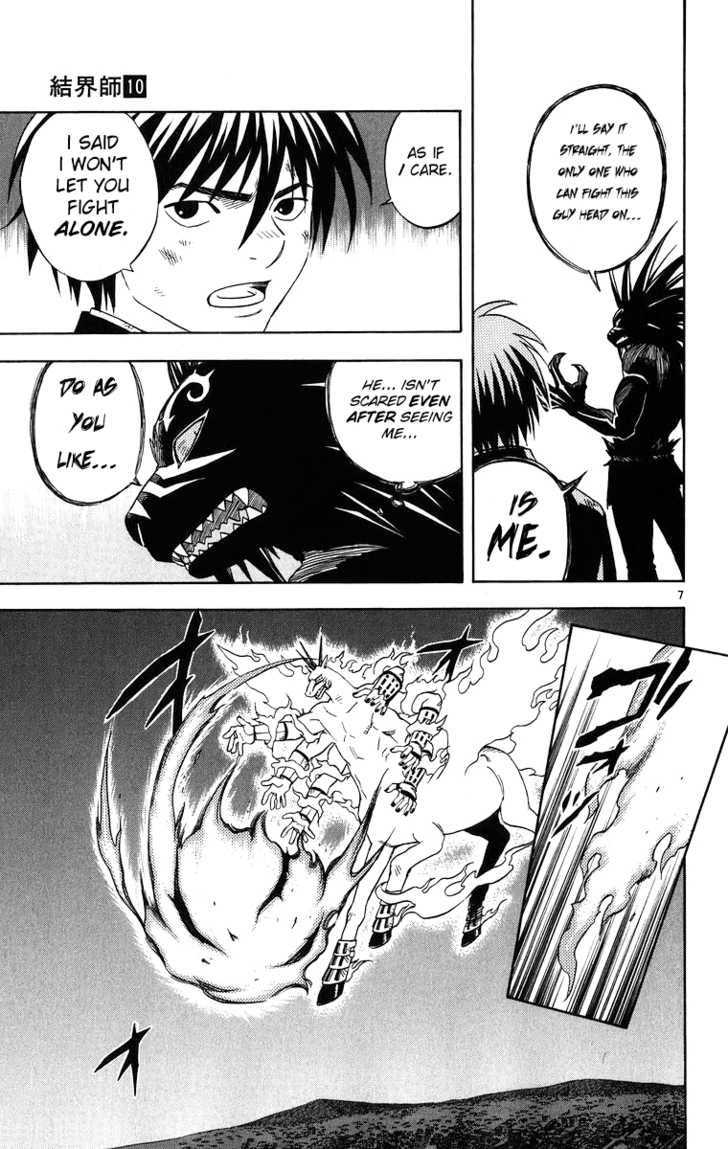 結界師10
I'LL SAY IT
STRAIGHT, THE
ONLY ONE WHO
CAN FIGHT THIS
GUY HEAD ON...
IS
ME.
AS IF
I CARE.
I SAID
I WON'T
LET YOU
FIGHT
ALONE.
HE... ISN'T
SCARED EVEN
AFTER SEEING
ME...
DO AS
YOU
LIKE...
7